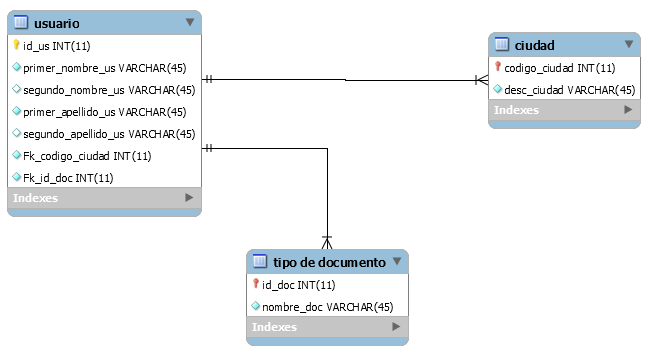 usuario
id_us INT(11)
primer_nombre_us VARCHAR(45)
segundo_nombre_us VARCHAR(45)
primer_apellido_us VARCHAR(45)
segundo_apellido_us VARCHAR(45)
Fk_codigo_ciudad INT(11)
Fk_id_doc INT(11)
Indexes
ciudad
codigo_ciudad INT(11)
desc_ciudad VARCHAR(45)
Indexes
tipo de documento
id_doc INT(11)
nombre_doc VARCHAR(45)
Indexes